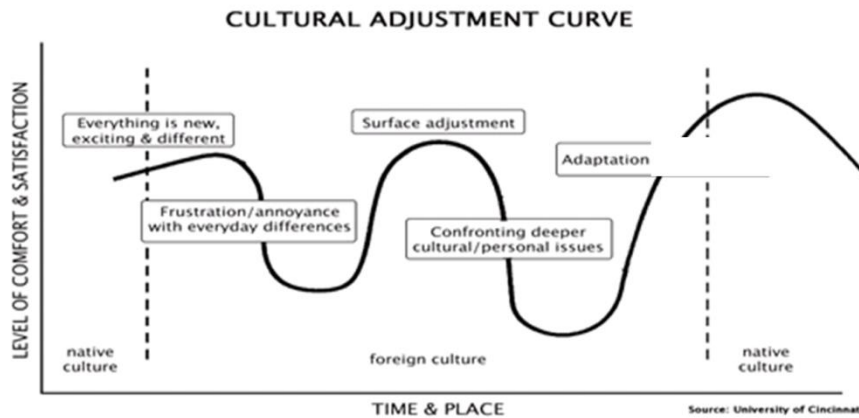 CULTURAL ADJUSTMENT CURVE
LEVEL OF COMFORT & SATISFACTION
Everything is new,
exciting & different
Surface adjustment
Adaptation
Frustration/annoyance
with everyday differences
Confronting deeper
cultural/personal issues
native
culture
foreign culture
native
culture
TIME & PLACE
Source: University of Cincinnat